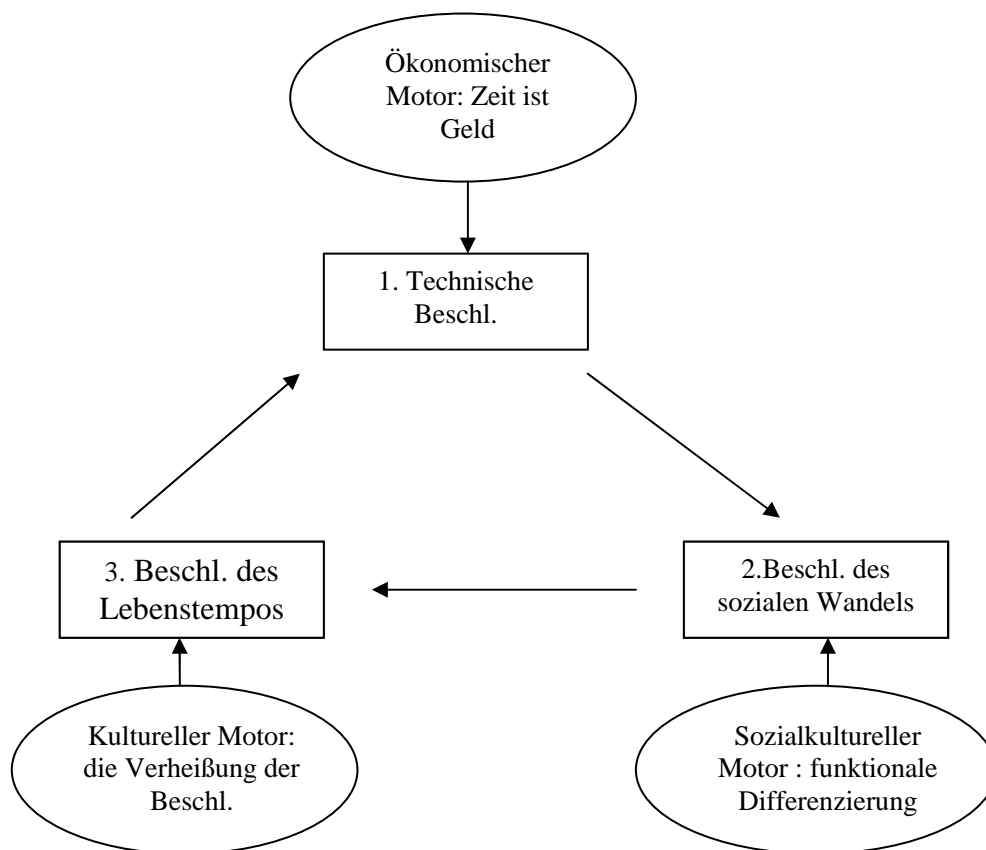 Ökonomischer
Motor: Zeit ist
Geld
1. Technische
Beschl.
3. Beschl. des
Lebenstempos
2.Beschl. des
sozialen Wandels
Kultureller Motor:
die Verheißung der
Beschl.
Sozialkultureller
Motor : funktionale
Differenzierung